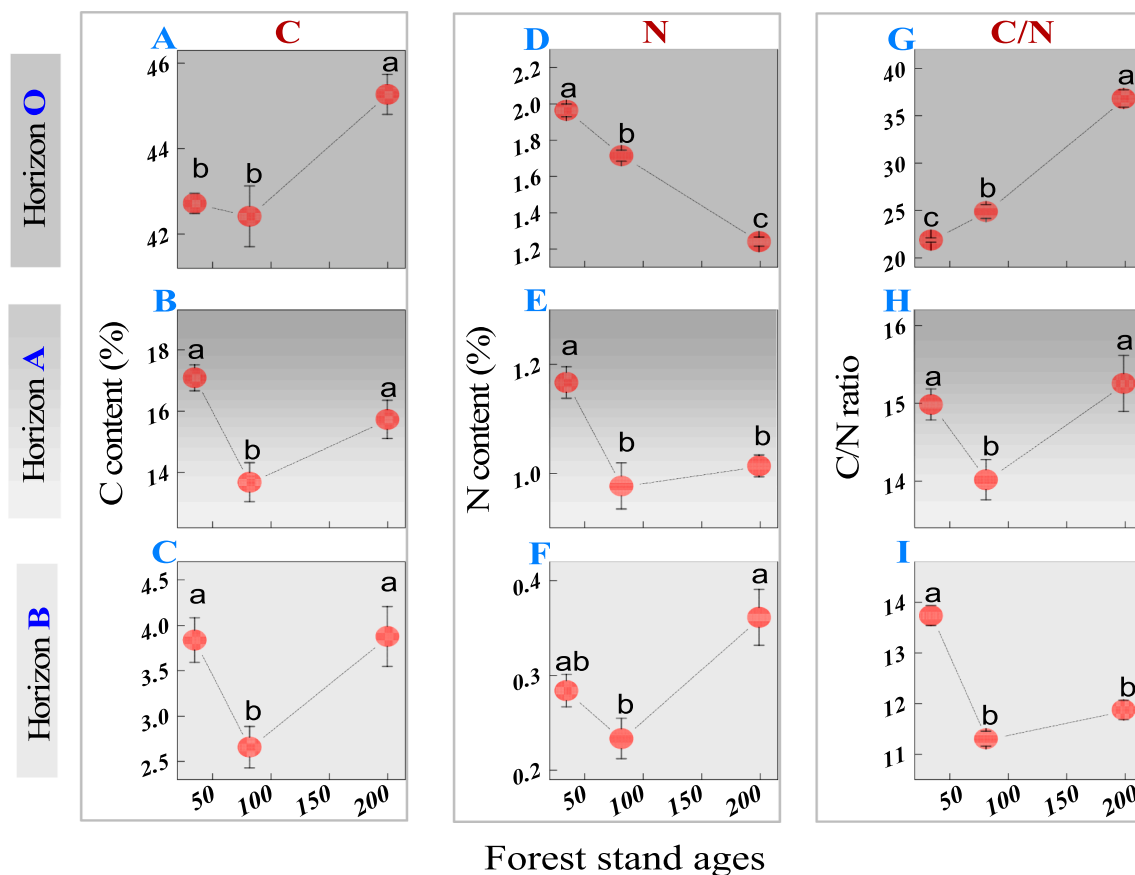 A C
D N
G C/N
Horizon O
46
44
42
b
b
a
2.2
2.0
1.8
1.6
1.4
1.2
a
b
c
40
35
30
25
20
c
b
a
B
E
H
Horizon A
C content (%)
18
16
14
a
b
a
N content (%)
1.2
1.0
a
b
b
C/N ratio
16
15
14
a
b
a
C
F
I
Horizon B
4.5
4.0
3.5
3.0
2.5
a
b
a
0.4
0.3
0.2
ab
b
a
14
13
12
11
a
b
b
50 100 150 200
50 100 150 200
50 100 150 200
Forest stand ages